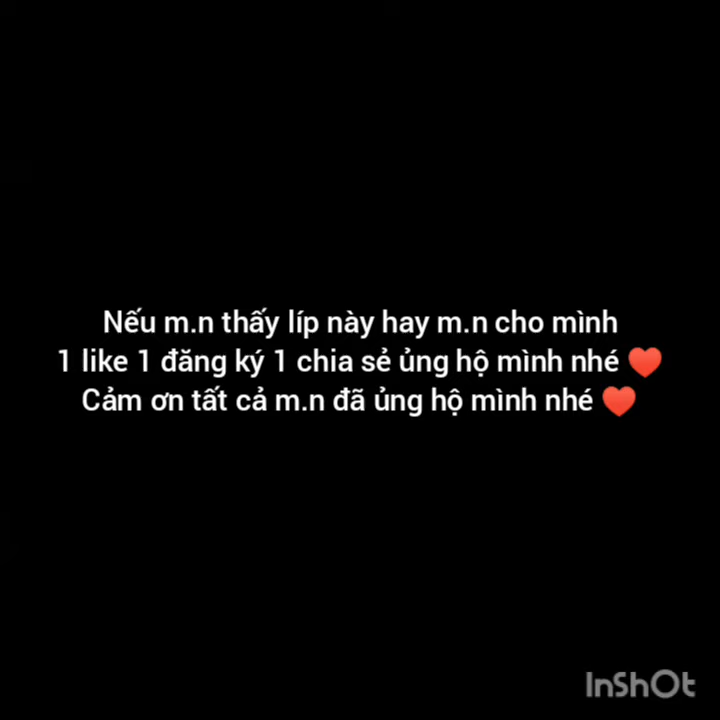 Nếu m.n thấy líp này hay m.n cho mình
1 like 1 đăng ký 1 chia sẻ ủng hộ mình nhé ♥️
Cảm ơn tất cả m.n đã ủng hộ mình nhé ♥️
InShOt